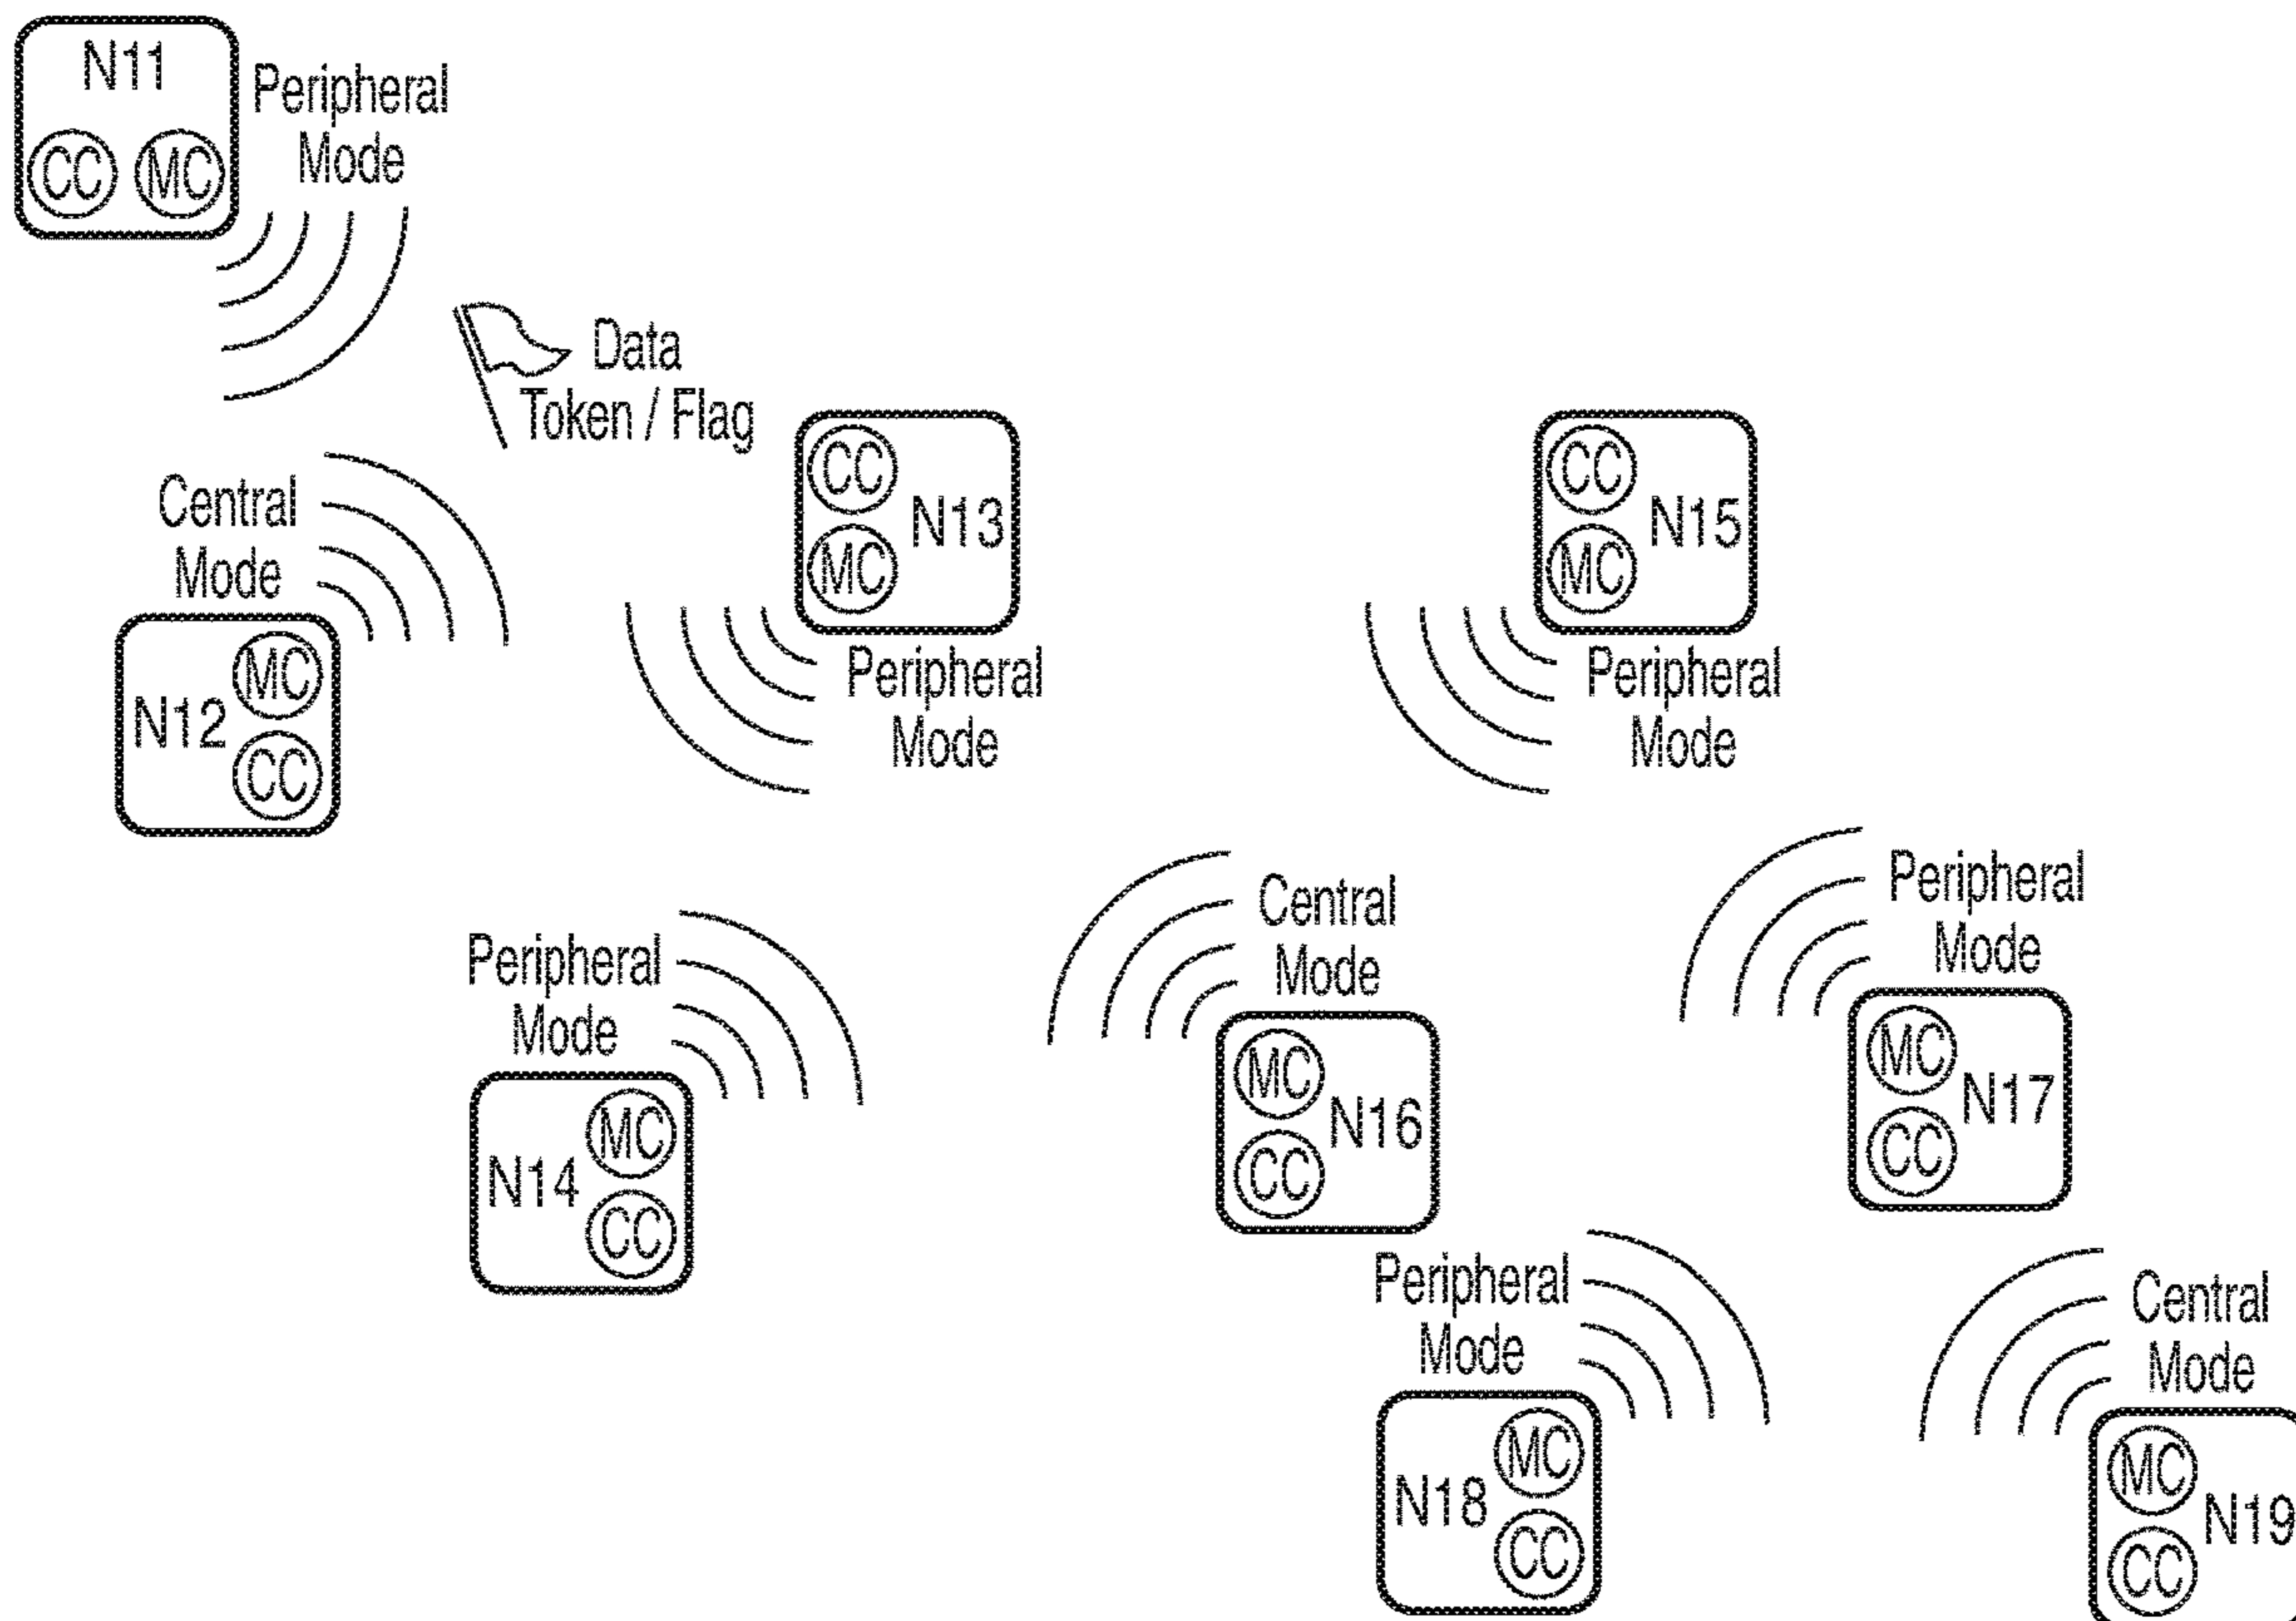 N11
CC MC
Peripheral
Mode
Data
Token / Flag
Central
Mode
N12
MC
CC
CC
MC
N13
Peripheral
Mode
CC
MC
N15
Peripheral
Mode
Peripheral
Mode
N14
MC
CC
Central
Mode
MC
CC
N16
Peripheral
Mode
MC
CC
N17
Peripheral
Mode
N18
MC
CC
Central
Mode
MC
CC
N19